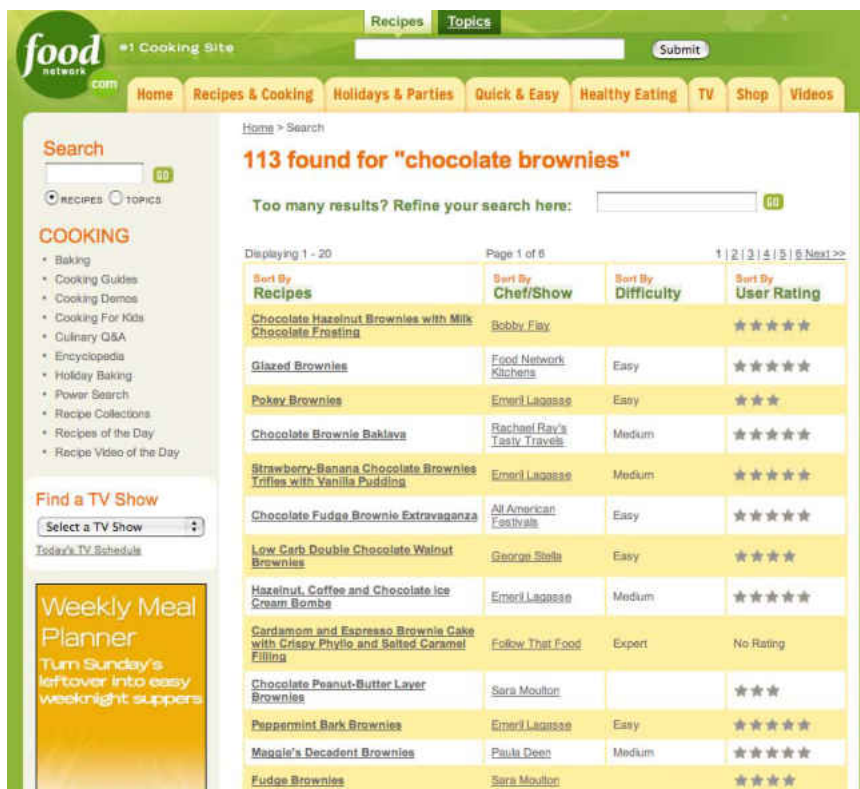 Recipes Topics
food
network
.com
#1 Cooking Site
Submit
Home Recipes & Cooking Holidays & Parties Quick & Easy Healthy Eating TV Shop Videos
Search
GO
RECIPES TOPICS
COOKING
• Baking
• Cooking Guides
• Cooking Demos
• Cooking For Kids
• Culinary Q&A
• Encyclopedia
• Holiday Baking
• Power Search
• Recipe Collections
• Recipes of the Day
• Recipe Video of the Day
Find a TV Show
Select a TV Show
Today's TV Schedule
Weekly Meal
Planner
Turn Sunday's
leftover into easy
weeknight suppers
Home > Search
113 found for "chocolate brownies"
Too many results? Refine your search here:
GO
Displaying 1 - 20 Page 1 of 6 1 | 2 | 3 | 4 | 5 | 6 Next >>
Sort By Sort By Sort By Sort By
Recipes Chef/Show Difficulty User Rating
Chocolate Hazelnut Brownies with Milk
Chocolate Frosting Bobby Flay ★★★★★
Glazed Brownies Food Network
Kitchens Easy ★★★★★
Pokey Brownies Emeril Lagasse Easy ★★★
Chocolate Brownie Baklava Rachael Ray's
Tasty Travels Medium ★★★★★
Strawberry-Banana Chocolate Brownies
Trifles with Vanilla Pudding Emeril Lagasse Medium ★★★★★
Chocolate Fudge Brownie Extravaganza All American
Festivals Easy ★★★★★
Low Carb Double Chocolate Walnut
Brownies George Stella Easy ★★★★
Hazelnut, Coffee and Chocolate Ice
Cream Bombe Emeril Lagasse Medium ★★★★★
Cardamom and Espresso Brownie Cake
with Crispy Phyllo and Salted Caramel
Filling Follow That Food Expert No Rating
Chocolate Peanut-Butter Layer
Brownies Sara Moulton ★★★
Peppermint Bark Brownies Emeril Lagasse Easy ★★★★★
Maggie's Decadent Brownies Paula Deen Medium ★★★★★
Fudge Brownies Sara Moulton ★★★★